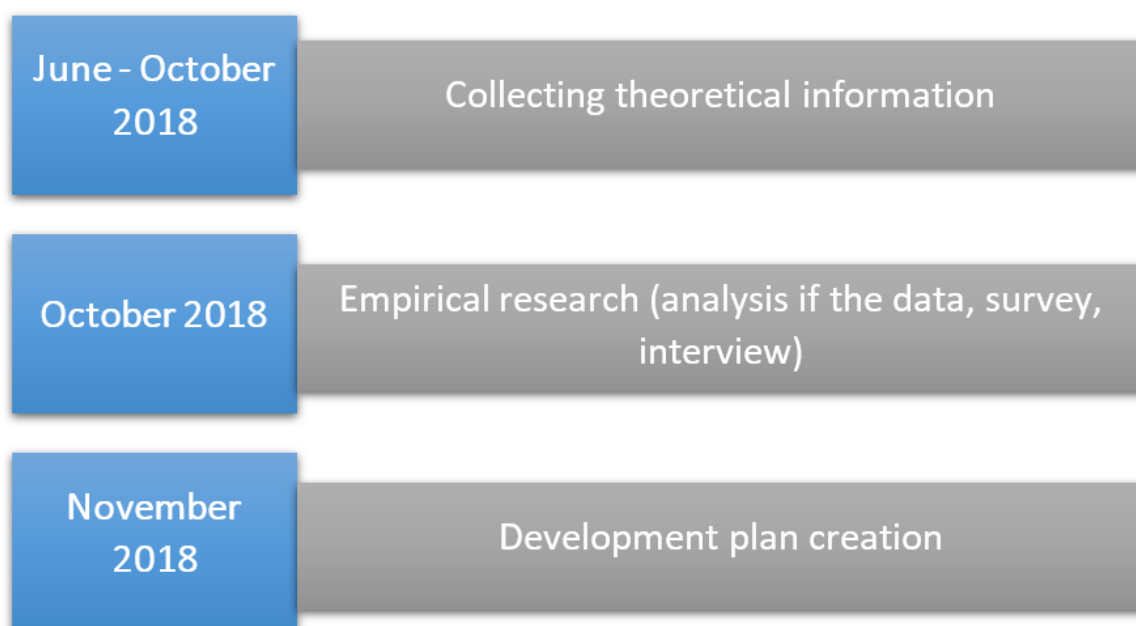 June - October
2018
Collecting theoretical information
October 2018
Empirical research (analysis if the data, survey,
interview)
November
2018
Development plan creation